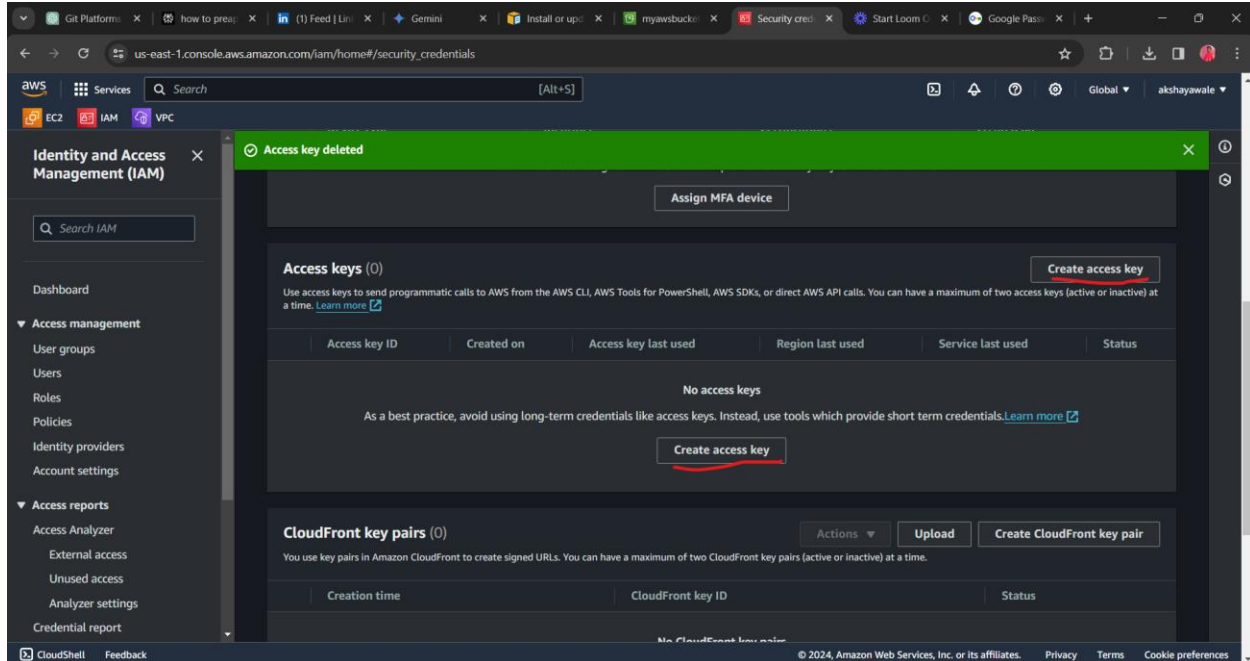 Git Platforms
how to preap
(1) Feed | Lin
Gemini
Install or upd
myawsbucket
Security cred
Start Loom
Google Pass
us-east-1.console.aws.amazon.com/iam/home#/security_credentials
aws Services Search [Alt+S] Global akshayawale
EC2 IAM VPC
Identity and Access Management (IAM)
Search IAM
Dashboard
Access management
User groups
Users
Roles
Policies
Identity providers
Account settings
Access reports
Access Analyzer
External access
Unused access
Analyzer settings
Credential report
Access key deleted
Assign MFA device
Access keys (0)
Create access key
Use access keys to send programmatic calls to AWS from the AWS CLI, AWS Tools for PowerShell, AWS SDKs, or direct AWS API calls. You can have a maximum of two access keys (active or inactive) at
a time. Learn more
Access key ID Created on Access key last used Region last used Service last used Status
No access keys
As a best practice, avoid using long-term credentials like access keys. Instead, use tools which provide short term credentials. Learn more
Create access key
CloudFront key pairs (0)
Actions Upload Create CloudFront key pair
You use key pairs in Amazon CloudFront to create signed URLs. You can have a maximum of two CloudFront key pairs (active or inactive) at a time.
Creation time CloudFront key ID Status
No CloudFront key pairs
CloudShell Feedback © 2024, Amazon Web Services, Inc. or its affiliates. Privacy Terms Cookie preferences